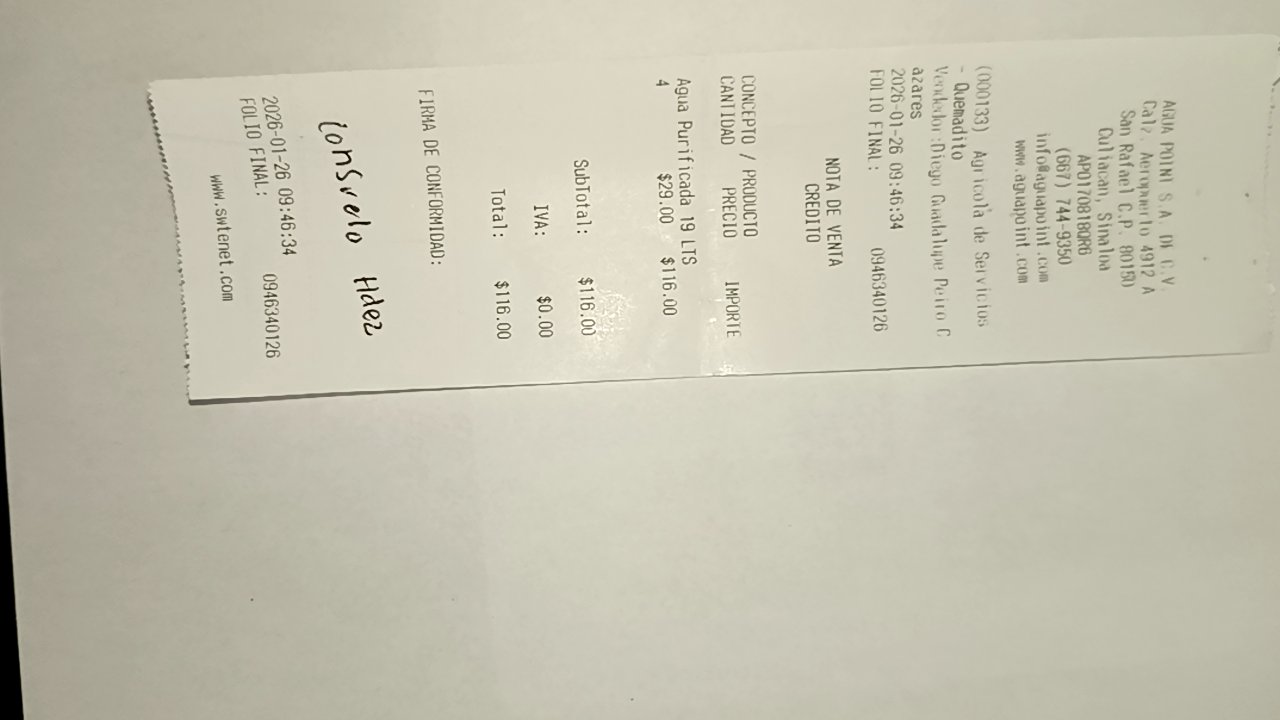 AGUA POINT S.A. DE C.V.
Calz. Aeropuerto 4912 A
San Rafael C.P. 80150
Culiacan, Sinaloa
APO170818QR6
(667) 744-9350
info@aguapoint.com
www.aguapoint.com
(000133) Agricola de Servicios
- Quemadito
Vendedor:Diego Guadalupe Peiro C
azares
2026-01-26 09:46:34
FOLIO FINAL: 0946340126
NOTA DE VENTA
CREDITO
CONCEPTO / PRODUCTO
CANTIDAD PRECIO IMPORTE
Agua Purificada 19 LTS
4 $29.00 $116.00
SubTotal: $116.00
IVA: $0.00
Total: $116.00
FIRMA DE CONFORMIDAD:
Consuelo Hdez
2026-01-26 09:46:34
FOLIO FINAL: 0946340126
www.swternet.com